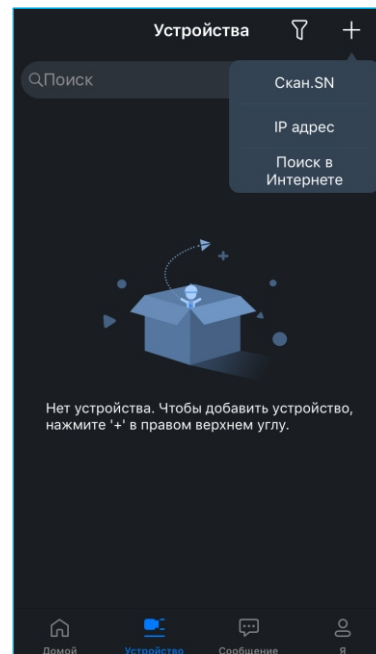 Устройства
Поиск
Скан.SN
IP адрес
Поиск в
Интернете
Нет устройства. Чтобы добавить устройство,
нажмите '+' в правом верхнем углу.
Домой Устройство Сообщение Я